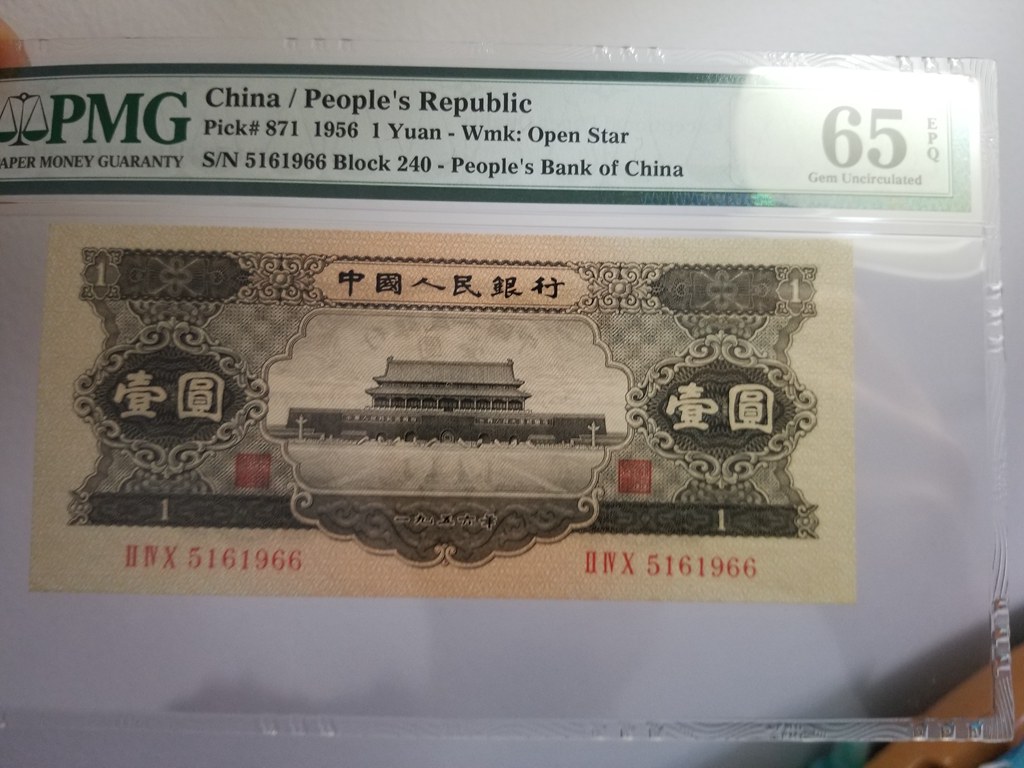 PMG
APER MONEY GUARANTY
China / People's Republic
Pick# 871 1956 1 Yuan - Wmk: Open Star
S/N 5161966 Block 240 - People's Bank of China
65
EPQ
Gem Uncirculated
1
中國人民銀行
1
壹圓
壹圓
1
一九五六年
1
ⅡⅣⅩ 5161966
ⅡⅣⅩ 5161966